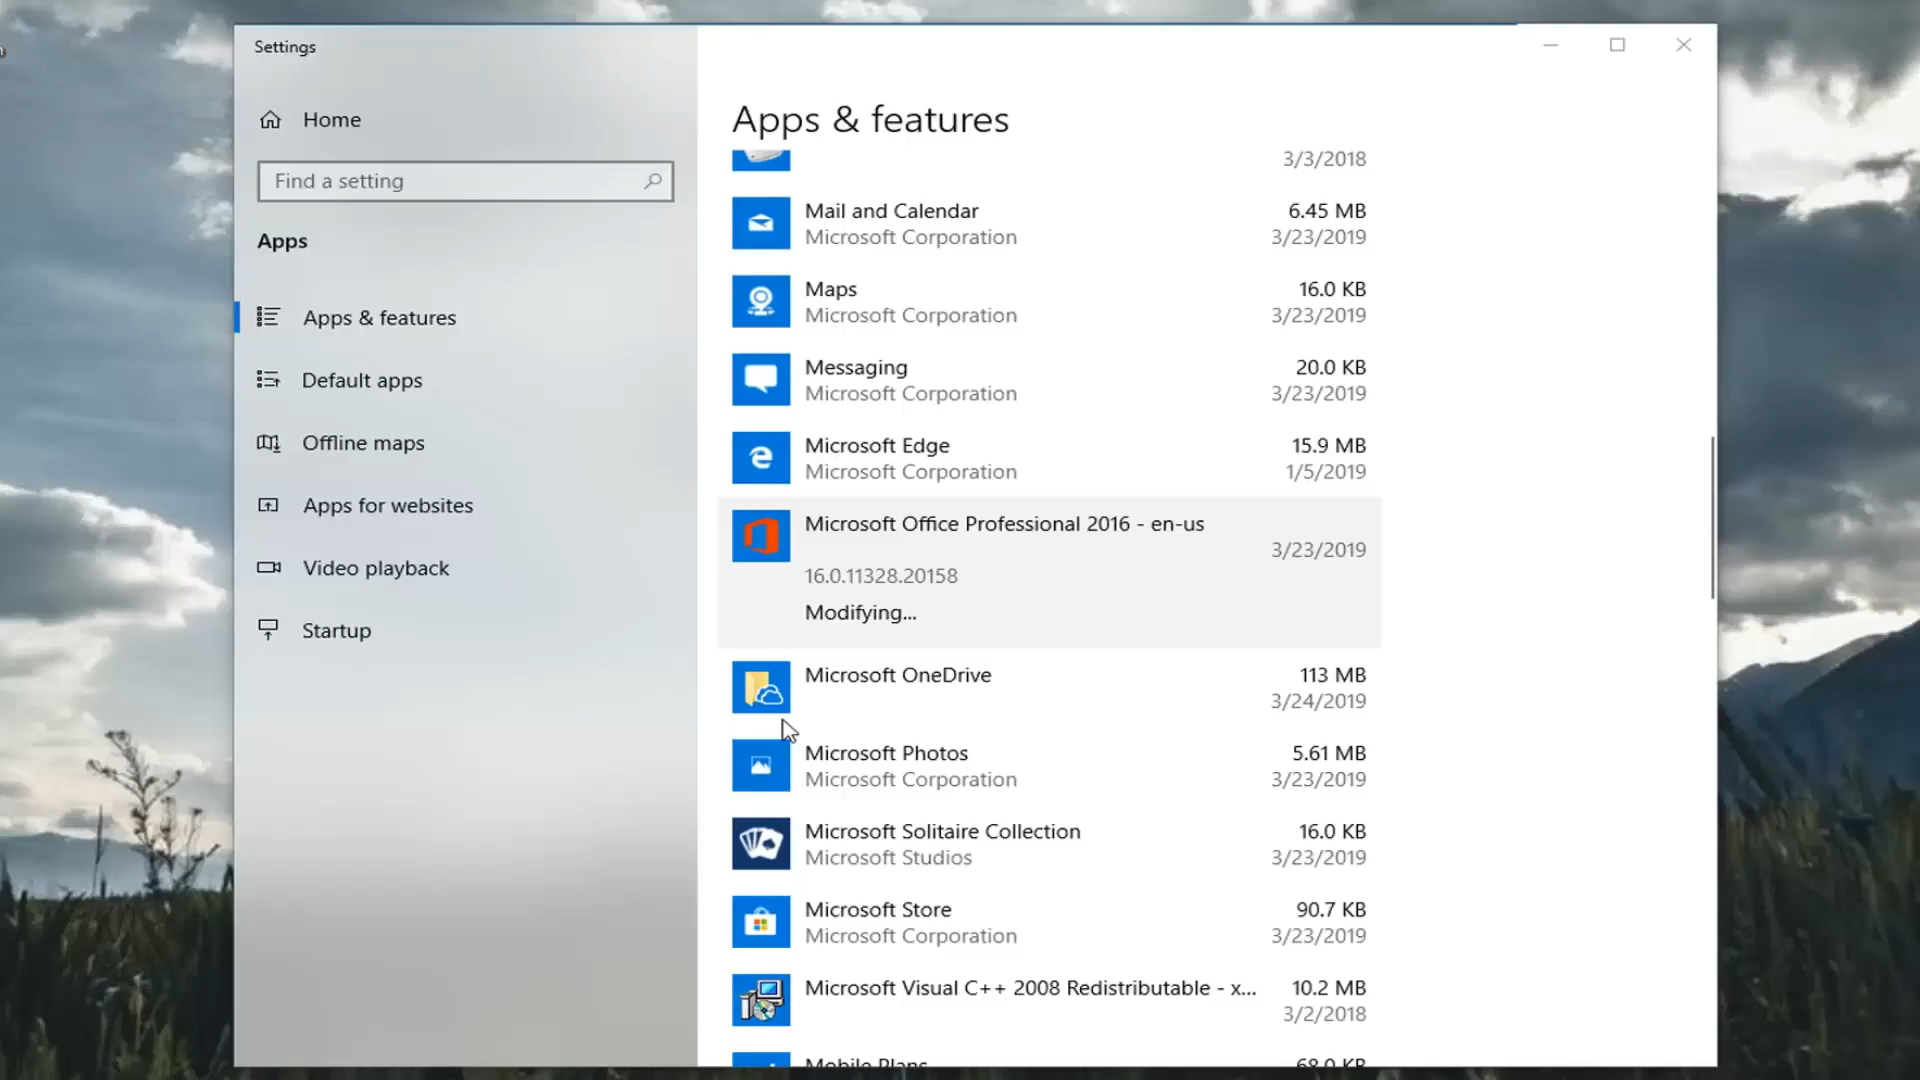 Settings
Home
Find a setting
Apps
Apps & features
Default apps
Offline maps
Apps for websites
Video playback
Startup
Apps & features
3/3/2018
Mail and Calendar 6.45 MB
Microsoft Corporation 3/23/2019
Maps 16.0 KB
Microsoft Corporation 3/23/2019
Messaging 20.0 KB
Microsoft Corporation 3/23/2019
Microsoft Edge 15.9 MB
Microsoft Corporation 1/5/2019
Microsoft Office Professional 2016 - en-us
3/23/2019
16.0.11328.20158
Modifying...
Microsoft OneDrive 113 MB
3/24/2019
Microsoft Photos 5.61 MB
Microsoft Corporation 3/23/2019
Microsoft Solitaire Collection 16.0 KB
Microsoft Studios 3/23/2019
Microsoft Store 90.7 KB
Microsoft Corporation 3/23/2019
Microsoft Visual C++ 2008 Redistributable - x... 10.2 MB
3/2/2018
Mobile Plans 68.0 KB